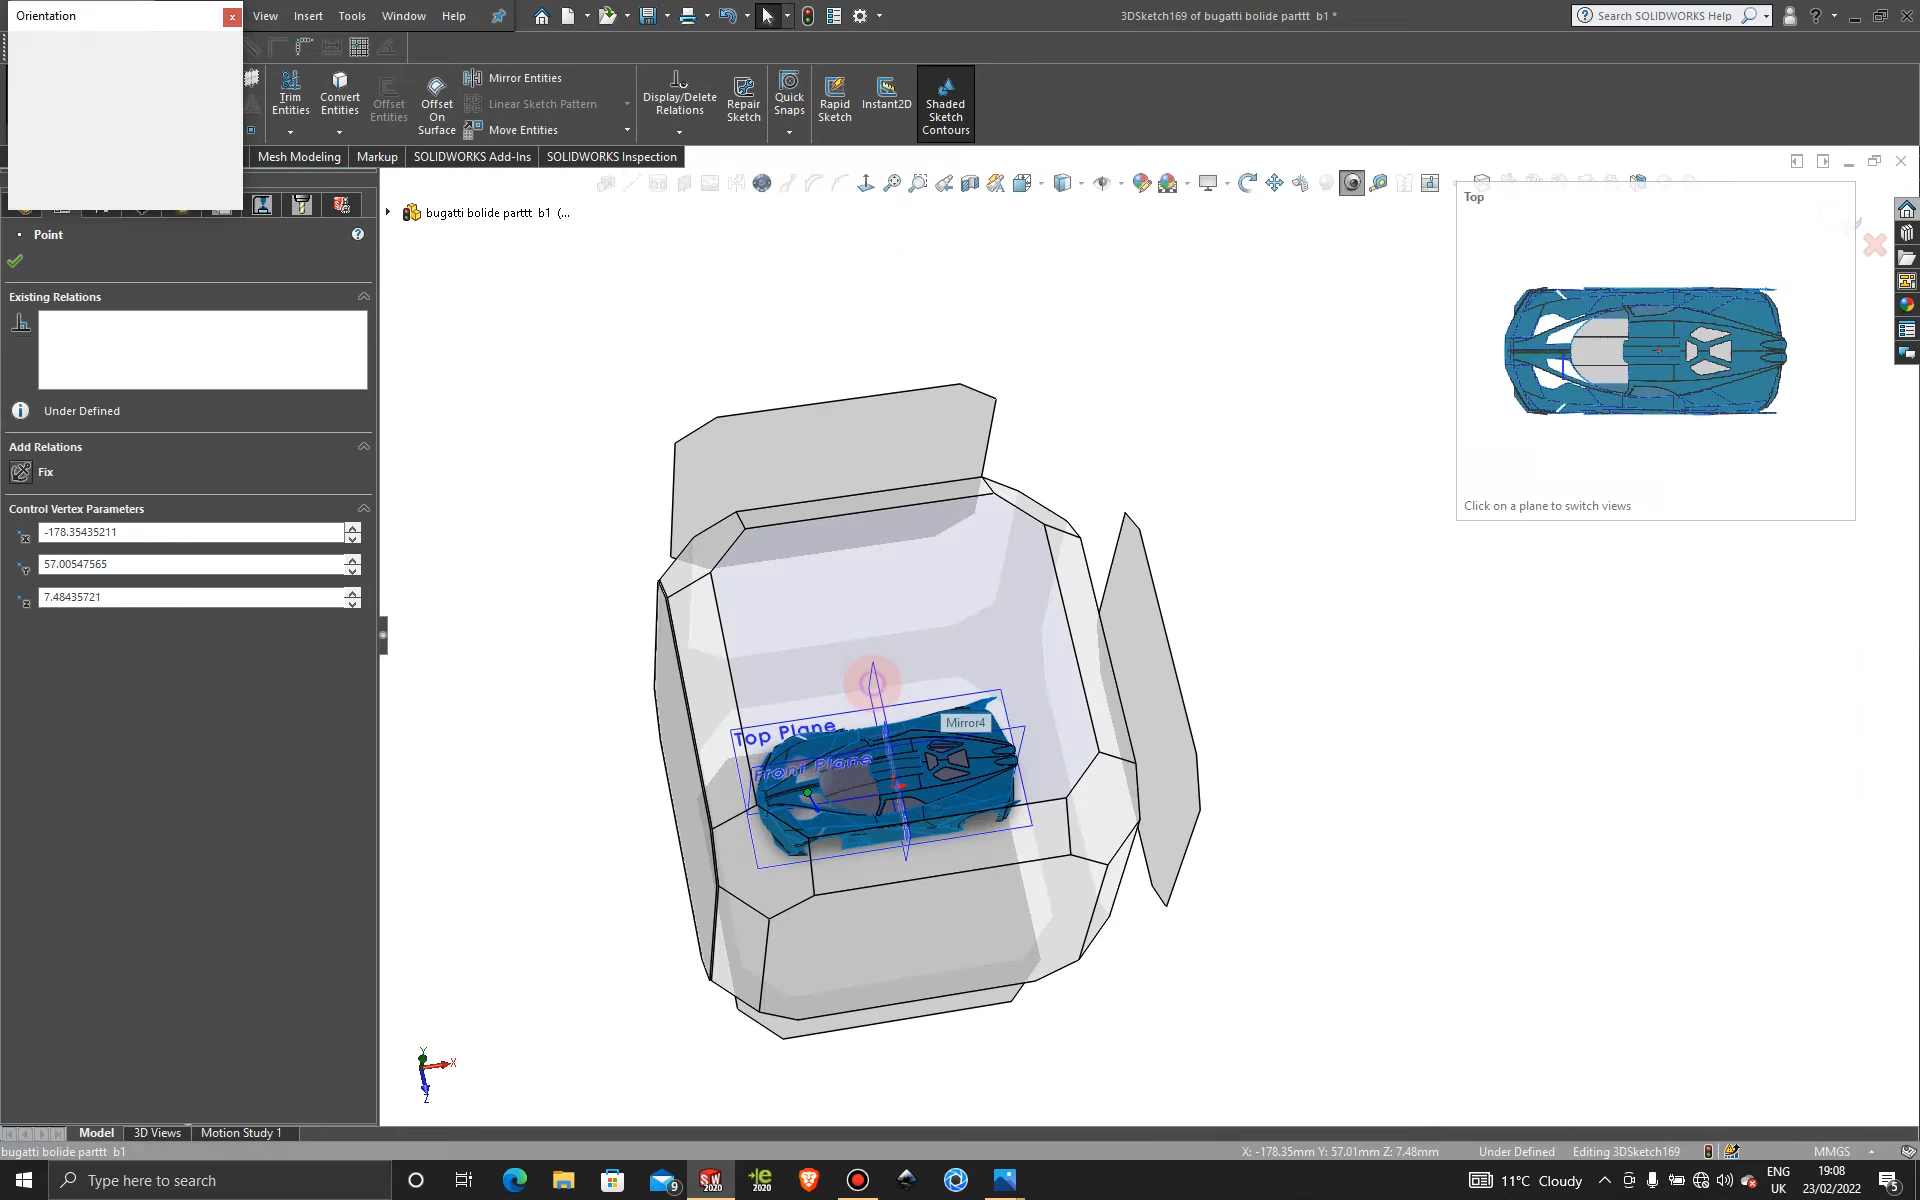 Orientation
View
Insert
Tools
Window
Help
3DSketch169 of bugatti bolide parttt b1 *
Search SOLIDWORKS Help
Trim Entities
Convert Entities
Offset Entities
Offset On Surface
Mirror Entities
Linear Sketch Pattern
Move Entities
Display/Delete Relations
Repair Sketch
Quick Snaps
Rapid Sketch
Instant2D
Shaded Sketch Contours
Mesh Modeling
Markup
SOLIDWORKS Add-Ins
SOLIDWORKS Inspection
bugatti bolide parttt b1 (...
Point
Existing Relations
Under Defined
Add Relations
Fix
Control Vertex Parameters
-178.35435211
57.00547565
7.48435721
Top
Click on a plane to switch views
Top Plane
Front Plane
Mirror4
Y
X
Z
Model
3D Views
Motion Study 1
bugatti bolide parttt b1
X: -178.35mm Y: 57.01mm Z: 7.48mm
Under Defined
Editing 3DSketch169
MMGS
Type here to search
9
SW 2020
e 2020
11°C Cloudy
ENG
UK
19:08
23/02/2022
5